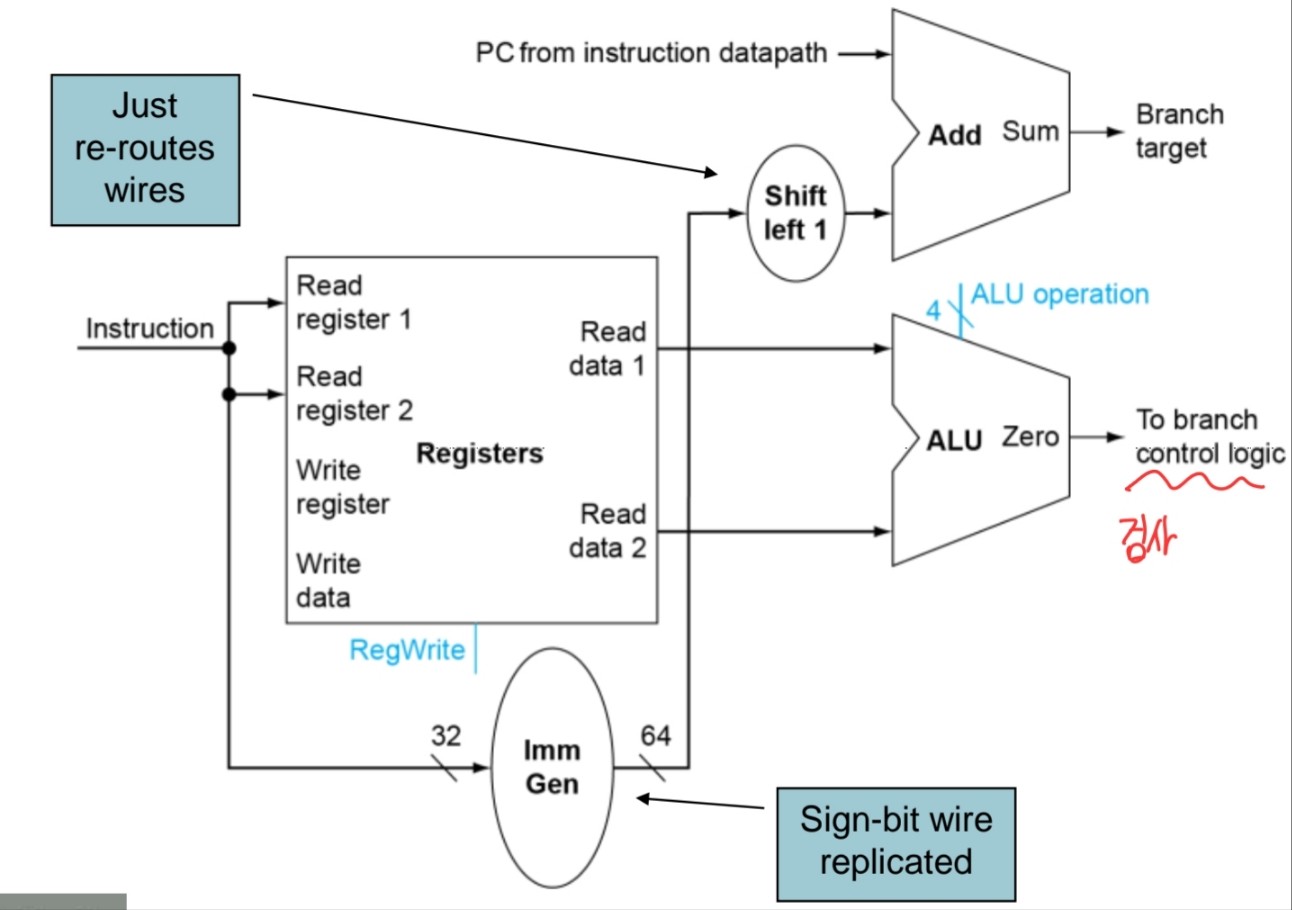 PC from instruction datapath
Just
re-routes
wires
Add
Sum
Branch
target
Shift
left 1
Instruction
Read
register 1
Read
register 2
Write
register
Write
data
Registers
Read
data 1
Read
data 2
RegWrite
4
ALU operation
ALU
Zero
To branch
control logic
검사
32
Imm
Gen
64
Sign-bit wire
replicated